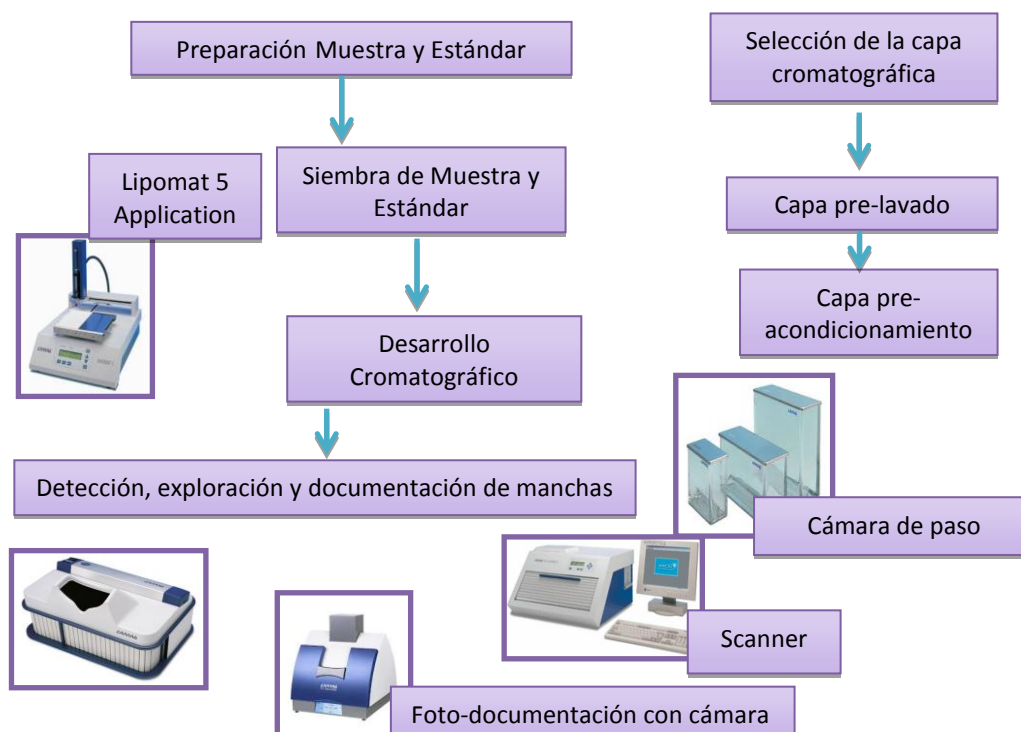 Preparación Muestra y Estándar
Selección de la capa
cromatográfica
Lipomat 5
Application
Siembra de Muestra y
Estándar
Capa pre-lavado
Capa pre-
acondicionamiento
Desarrollo
Cromatográfico
Detección, exploración y documentación de manchas
Cámara de paso
Scanner
Foto-documentación con cámara